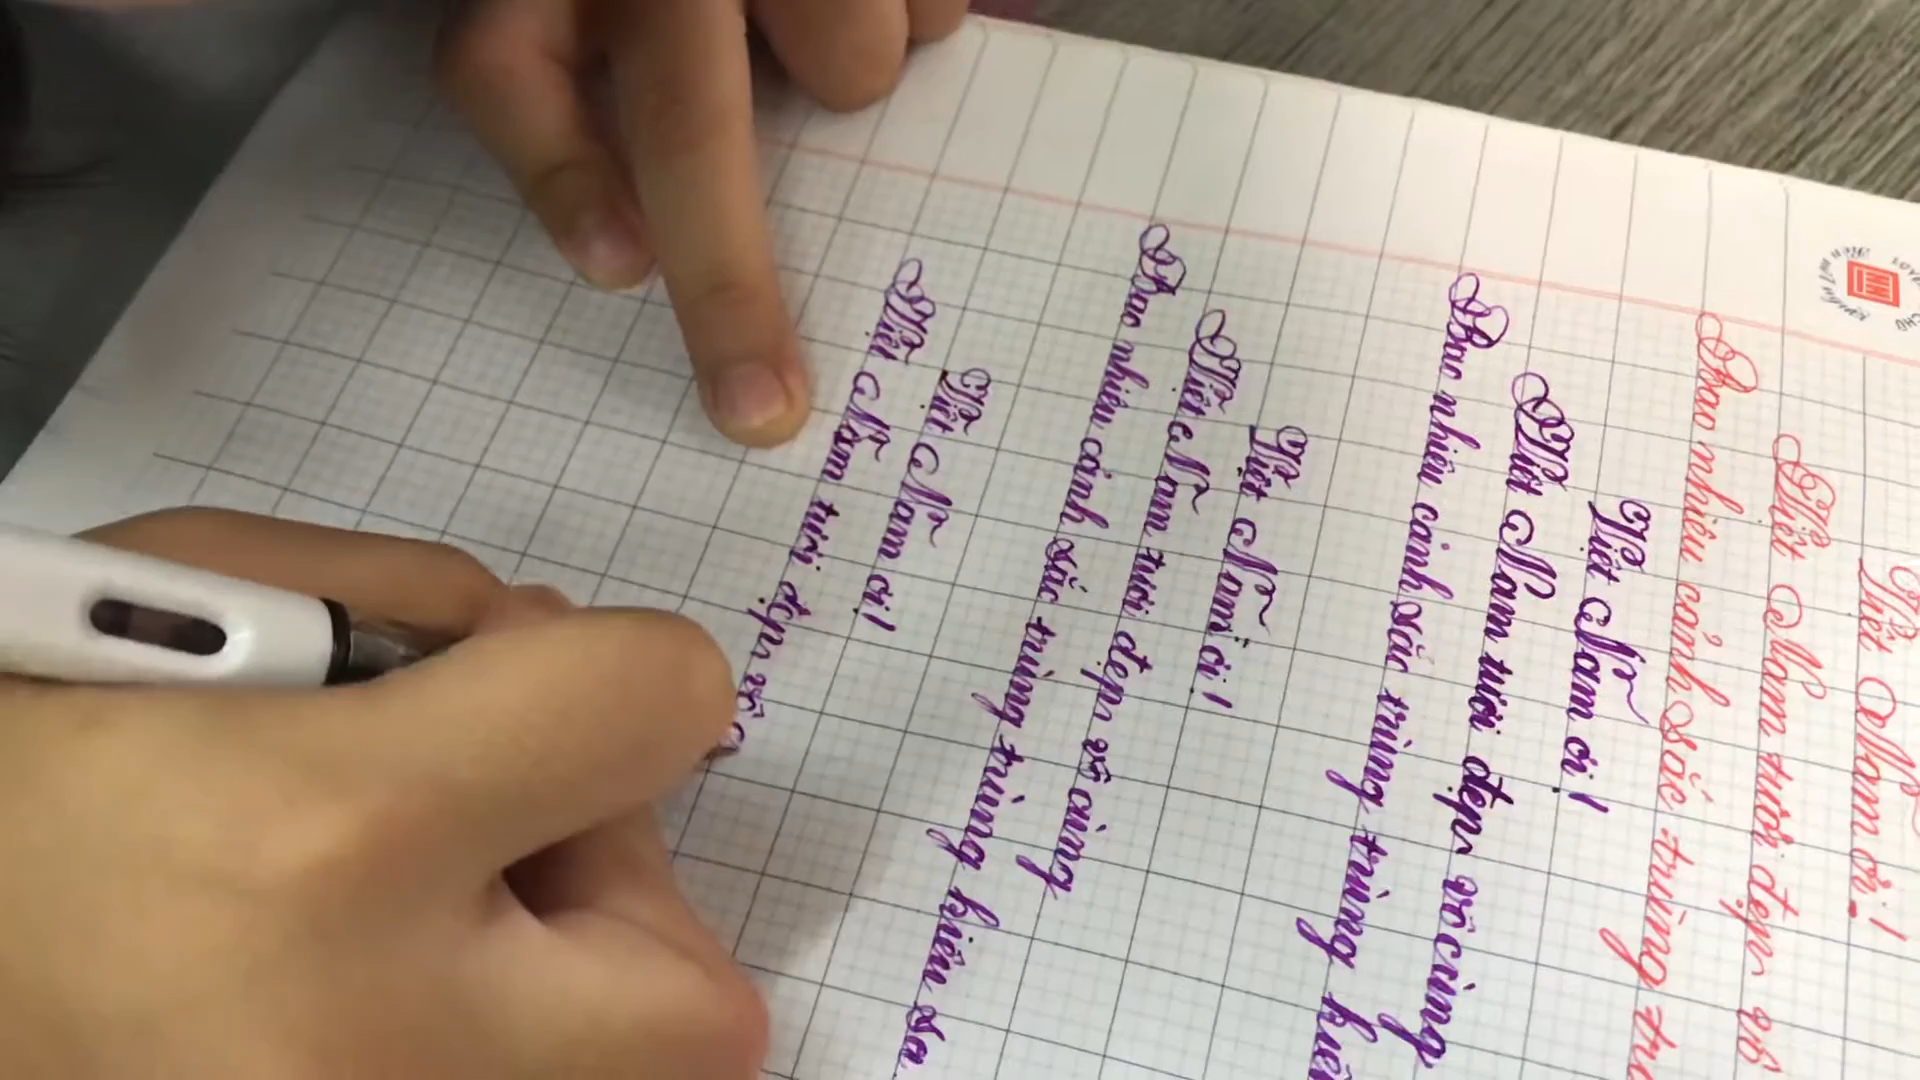 Việt Nam ơi!
Việt Nam tươi đẹp vô
Bao nhiêu cảnh sắc trùng
Việt Nam ơi!
Việt Nam tươi đẹp vô cùng
Bao nhiêu cảnh sắc trùng trùng
Việt Nam ơi!
Việt Nam tươi đẹp vô cùng
Bao nhiêu cảnh sắc trùng trùng kiêu sa
Việt Nam ơi!
Việt Nam tươi đẹp vô c